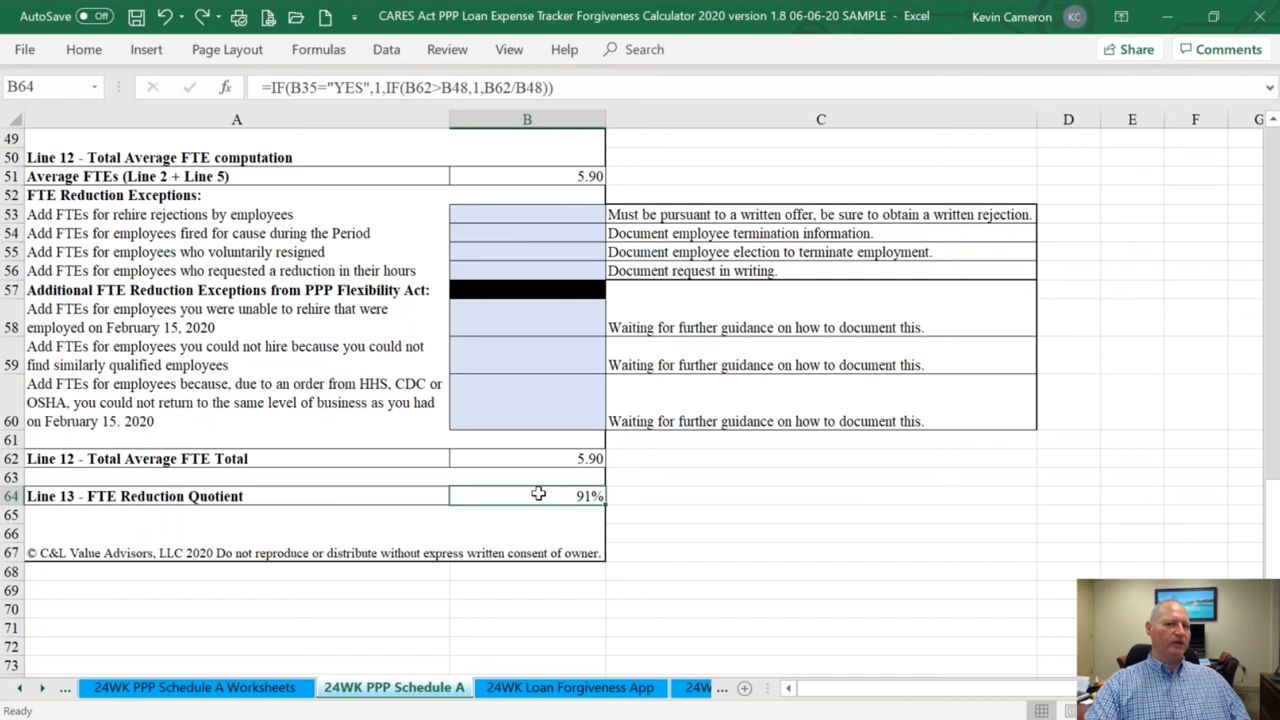 AutoSave Off
CARES Act PPP Loan Expense Tracker Forgiveness Calculator 2020 version 1.8 06-06-20 SAMPLE - Excel
Kevin Cameron KC
File Home Insert Page Layout Formulas Data Review View Help Search Share Comments
B64 fx =IF(B35="YES",1,IF(B62>B48,1,B62/B48))
A B C D E F G
49
50 Line 12 - Total Average FTE computation
51 Average FTEs (Line 2 + Line 5) 5.90
52 FTE Reduction Exceptions:
53 Add FTEs for rehire rejections by employees Must be pursuant to a written offer, be sure to obtain a written rejection.
54 Add FTEs for employees fired for cause during the Period Document employee termination information.
55 Add FTEs for employees who voluntarily resigned Document employee election to terminate employment.
56 Add FTEs for employees who requested a reduction in their hours Document request in writing.
57 Additional FTE Reduction Exceptions from PPP Flexibility Act:
Add FTEs for employees you were unable to rehire that were
58 employed on February 15, 2020 Waiting for further guidance on how to document this.
Add FTEs for employees you could not hire because you could not
59 find similarly qualified employees Waiting for further guidance on how to document this.
Add FTEs for employees because, due to an order from HHS, CDC or
OSHA, you could not return to the same level of business as you had
60 on February 15. 2020 Waiting for further guidance on how to document this.
61
62 Line 12 - Total Average FTE Total 5.90
63
64 Line 13 - FTE Reduction Quotient 91%
65
66
67 © C&L Value Advisors, LLC 2020 Do not reproduce or distribute without express written consent of owner.
68
69
70
71
72
73
... 24WK PPP Schedule A Worksheets 24WK PPP Schedule A 24WK Loan Forgiveness App 24W ...
Ready